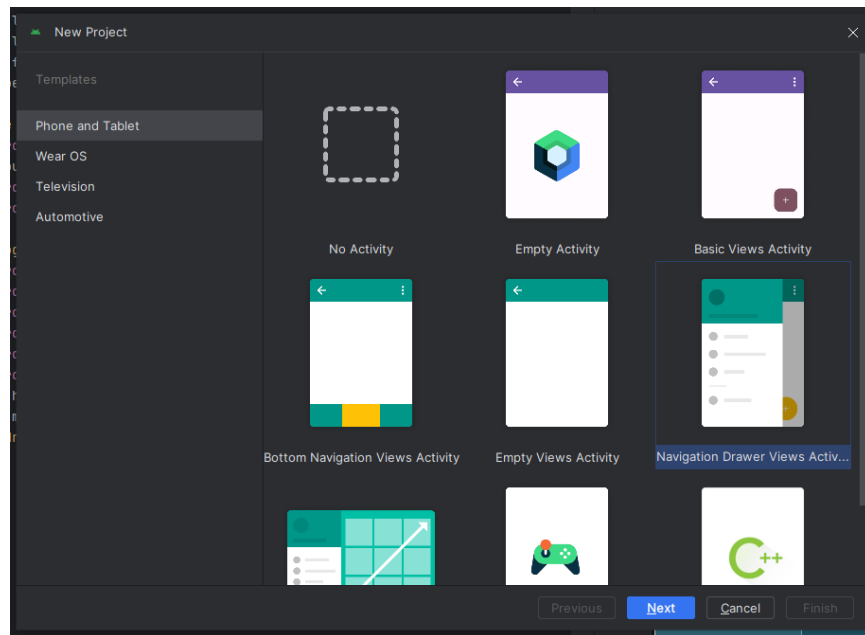 New Project
Templates
Phone and Tablet
Wear OS
Television
Automotive
No Activity
Empty Activity
Basic Views Activity
Bottom Navigation Views Activity
Empty Views Activity
Navigation Drawer Views Activ...
C++
Previous
Next
Cancel
Finish